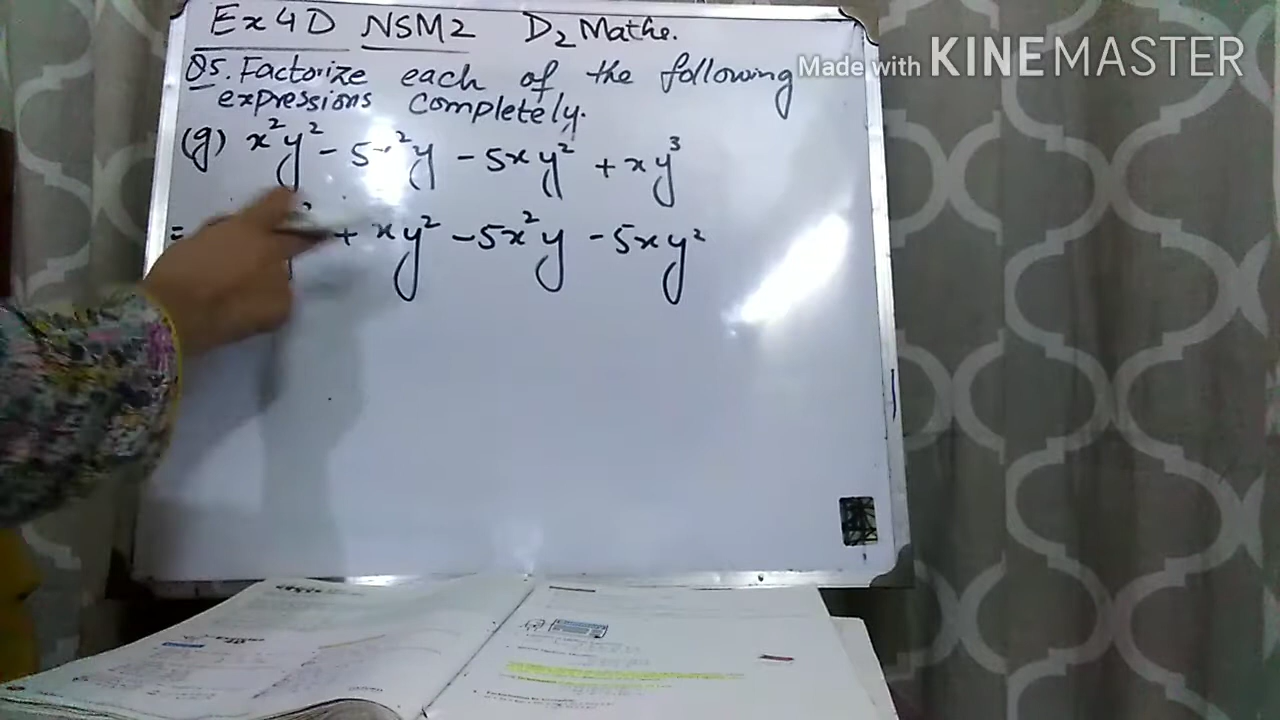 Ex 4D NSM2 D2 Maths.
Made with KINEMASTER
Q5. Factorize each of the following
expressions completely.
(g) x²y² - 5x²y - 5xy² + xy³
= + xy² - 5x²y - 5xy²